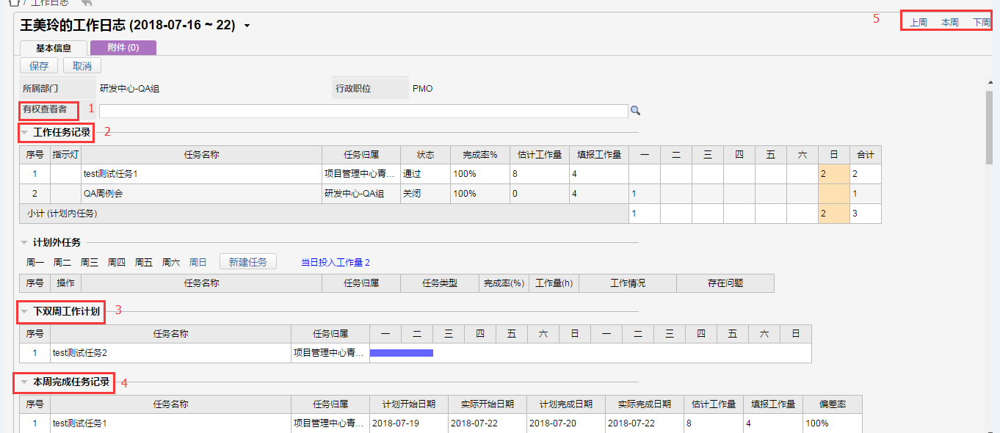 / 工作日志
王美玲的工作日志 (2018-07-16 ~ 22)
5
上周 本周 下周
基本信息 附件 (0)
保存 取消
所属部门 研发中心-QA组 行政职位 PMO
有权查看者 1
工作任务记录 2
序号 指示灯 任务名称 任务归属 状态 完成率% 估计工作量 填报工作量 一 二 三 四 五 六 日 合计
1 test测试任务1 项目管理中心青... 通过 100% 8 4 2 2
2 QA周例会 研发中心-QA组 关闭 100% 0 4 1 1
小计 (计划内任务) 1 2 3
计划外任务
周一 周二 周三 周四 周五 周六 周日 新建任务 当日投入工作量 2
序号 操作 任务名称 任务归属 任务类型 完成率(%) 工作量(h) 工作情况 存在问题
下双周工作计划 3
序号 任务名称 任务归属 一 二 三 四 五 六 日 一 二 三 四 五 六 日
1 test测试任务2 项目管理中心青...
本周完成任务记录 4
序号 任务名称 任务归属 计划开始日期 实际开始日期 计划完成日期 实际完成日期 估计工作量 填报工作量 偏差率
1 test测试任务1 项目管理中心青... 2018-07-19 2018-07-22 2018-07-20 2018-07-22 8 4 100%